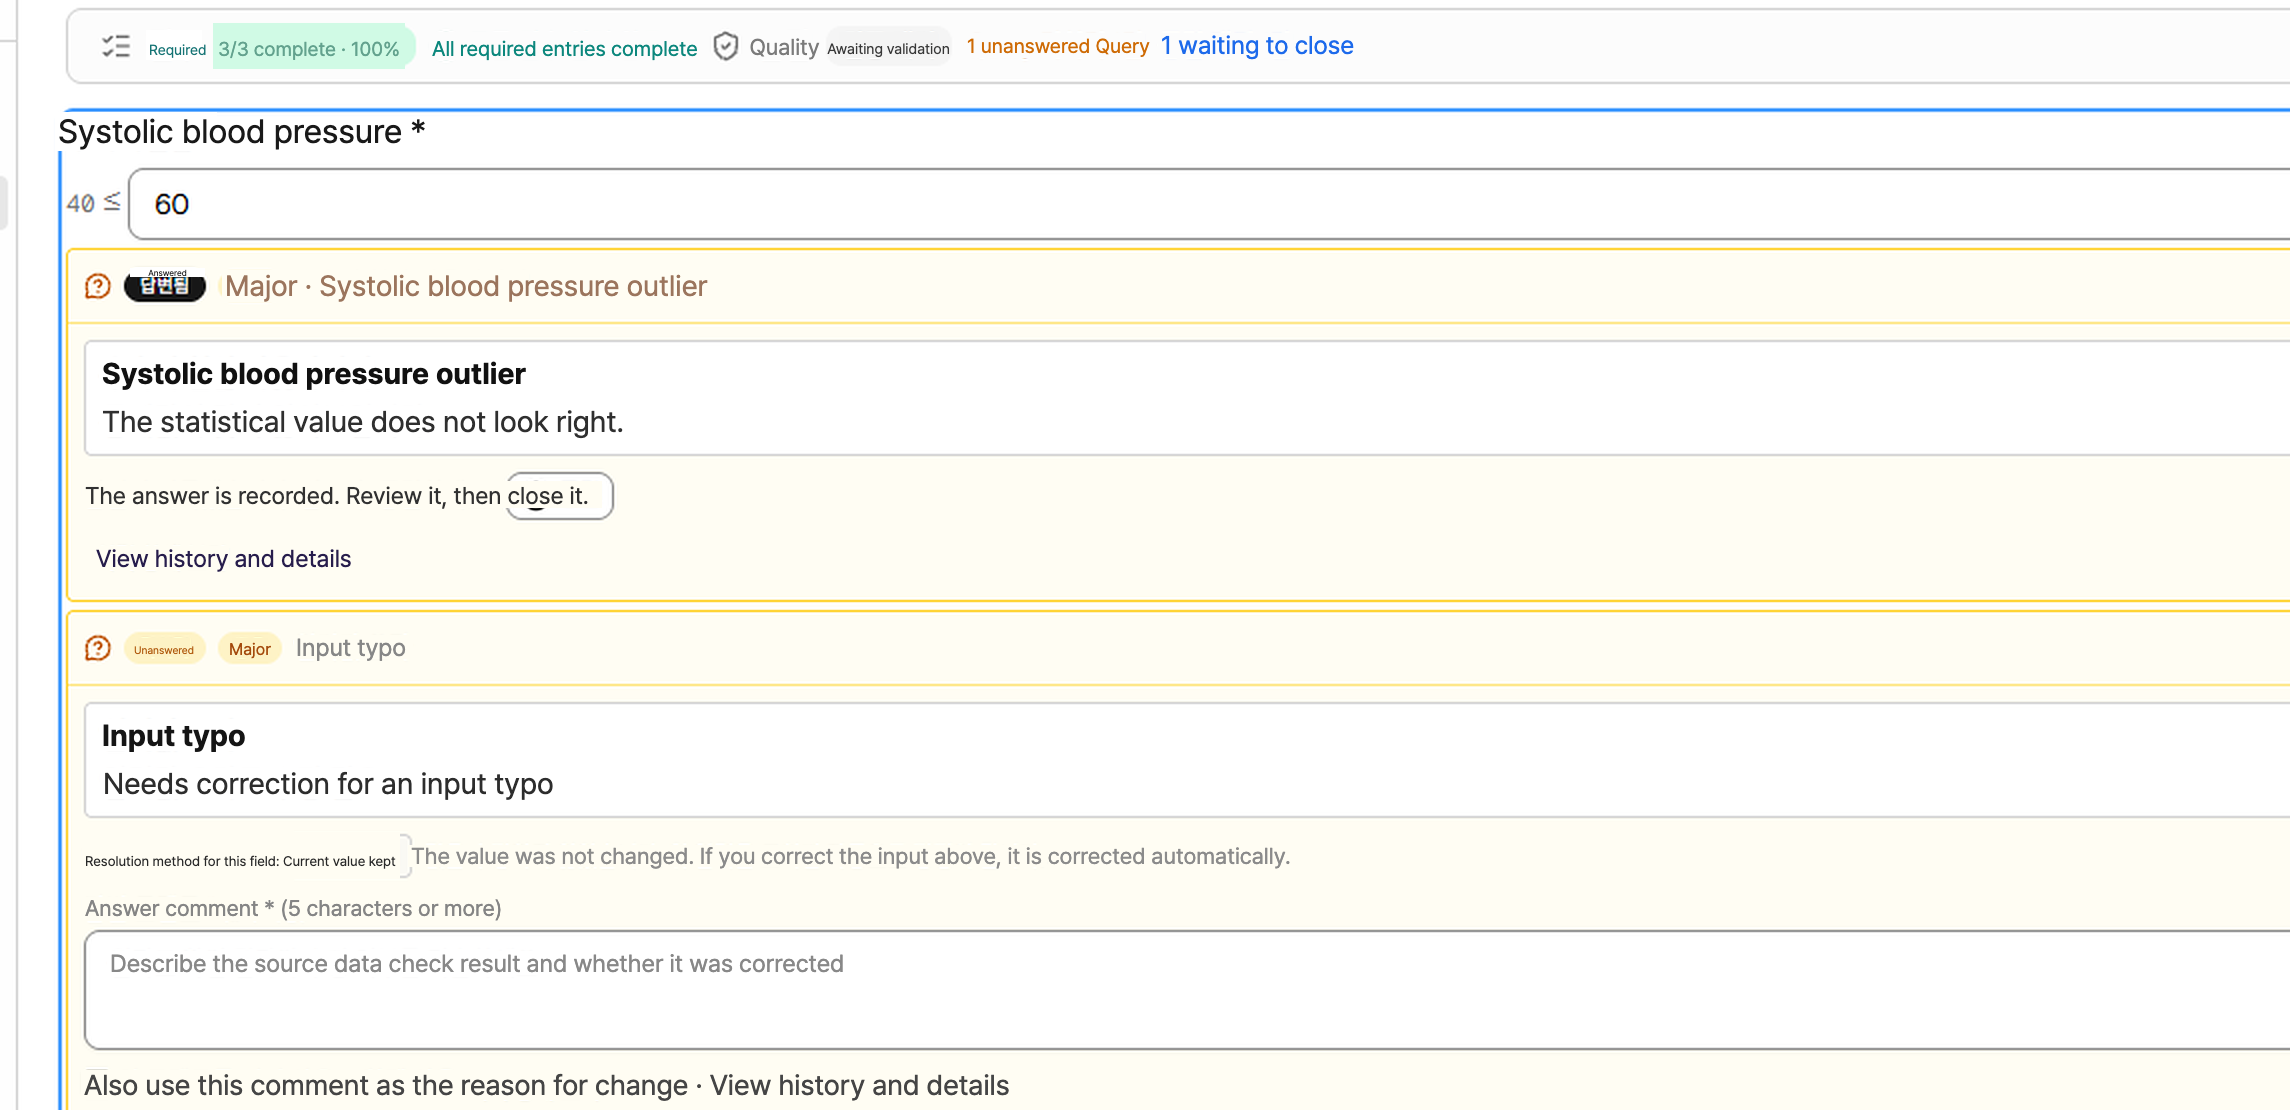 Required 3/3 complete · 100% All required entries complete Quality Awaiting validation 1 unanswered Query 1 waiting to close
Systolic blood pressure *
40 ≤ 60
Answered
답변됨 Major · Systolic blood pressure outlier
Systolic blood pressure outlier
The statistical value does not look right.
The answer is recorded. Review it, then close it.
View history and details
Unanswered Major Input typo
Input typo
Needs correction for an input typo
Resolution method for this field: Current value kept The value was not changed. If you correct the input above, it is corrected automatically.
Answer comment * (5 characters or more)
Describe the source data check result and whether it was corrected
Also use this comment as the reason for change · View history and details